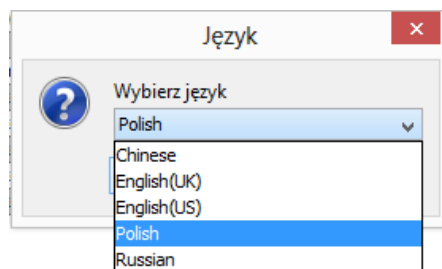 Język
Wybierz język
Polish
Chinese
English(UK)
English(US)
Polish
Russian